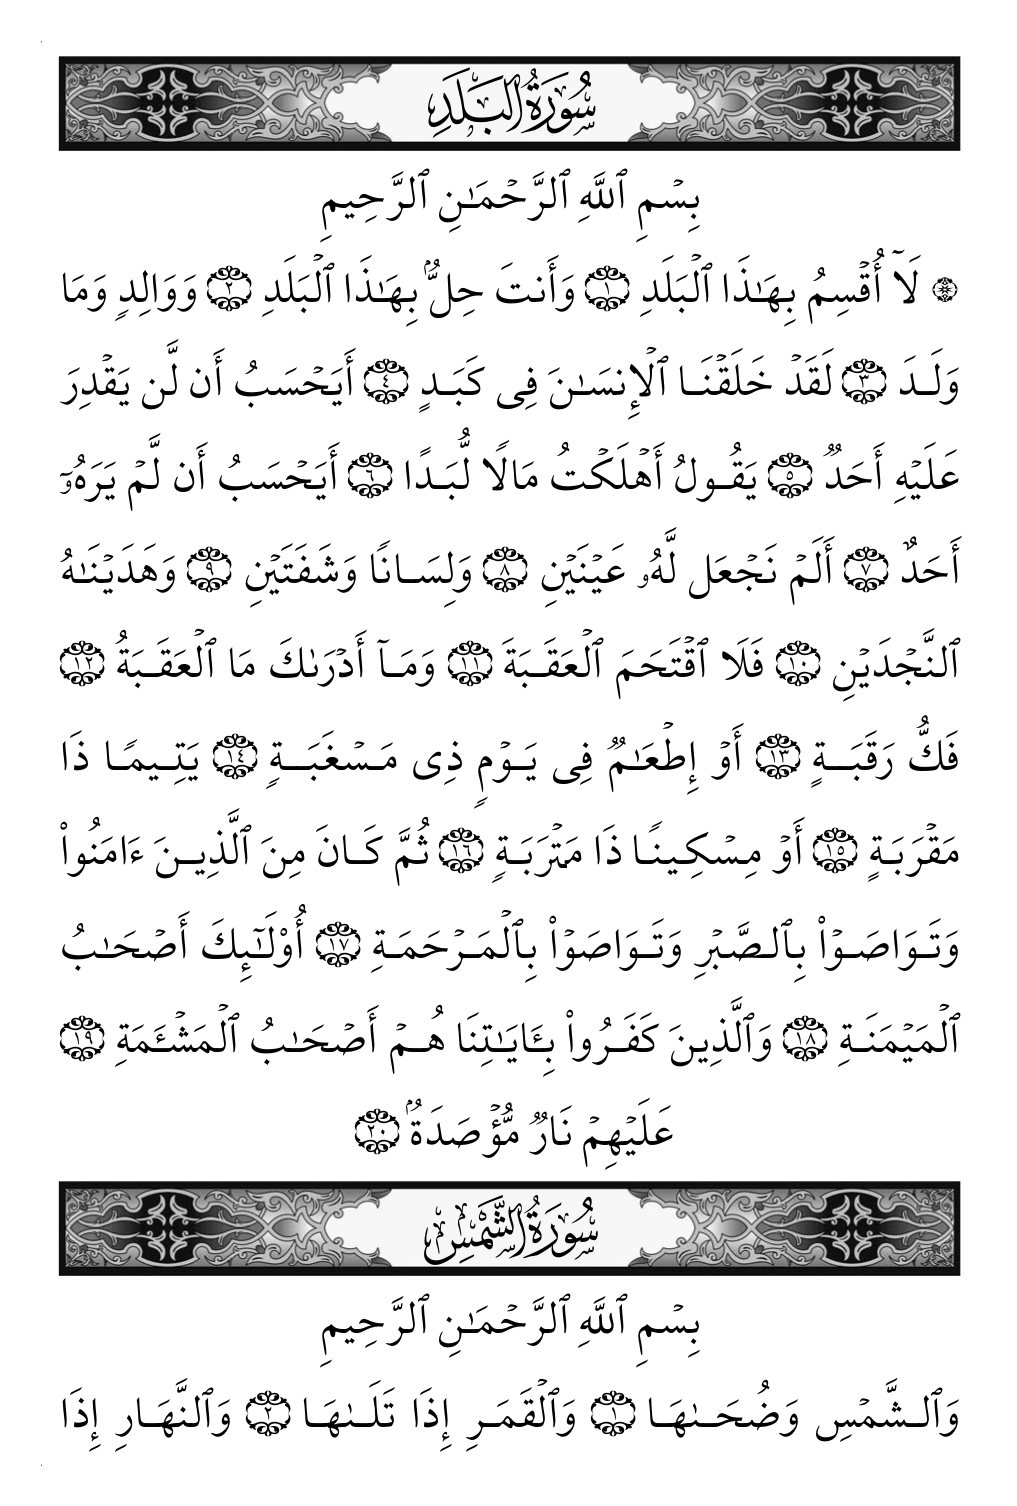 سُورَةُ البَلَدِ
بِسۡمِ ٱللَّهِ ٱلرَّحۡمَـٰنِ ٱلرَّحِيمِ
۞ لَآ أُقۡسِمُ بِهَـٰذَا ٱلۡبَلَدِ ١ وَأَنتَ حِلُّۢ بِهَـٰذَا ٱلۡبَلَدِ ٢ وَوَالِدٖ وَمَا
وَلَدَ ٣ لَقَدۡ خَلَقۡنَا ٱلۡإِنسَـٰنَ فِى كَبَدٍ ٤ أَيَحۡسَبُ أَن لَّن يَقۡدِرَ
عَلَيۡهِ أَحَدٞ ٥ يَقُولُ أَهۡلَكۡتُ مَالٗا لُّبَدًا ٦ أَيَحۡسَبُ أَن لَّمۡ يَرَهُۥٓ
أَحَدٌ ٧ أَلَمۡ نَجۡعَل لَّهُۥ عَيۡنَيۡنِ ٨ وَلِسَانٗا وَشَفَتَيۡنِ ٩ وَهَدَيۡنَـٰهُ
ٱلنَّجۡدَيۡنِ ١٠ فَلَا ٱقۡتَحَمَ ٱلۡعَقَبَةَ ١١ وَمَآ أَدۡرَىٰكَ مَا ٱلۡعَقَبَةُ ١٢
فَكُّ رَقَبَةٍ ١٣ أَوۡ إِطۡعَـٰمٞ فِى يَوۡمٖ ذِى مَسۡغَبَةٖ ١٤ يَتِيمٗا ذَا
مَقۡرَبَةٍ ١٥ أَوۡ مِسۡكِينٗا ذَا مَتۡرَبَةٖ ١٦ ثُمَّ كَانَ مِنَ ٱلَّذِينَ ءَامَنُواْ
وَتَوَاصَوۡاْ بِٱلصَّبۡرِ وَتَوَاصَوۡاْ بِٱلۡمَرۡحَمَةِ ١٧ أُوْلَـٰٓئِكَ أَصۡحَـٰبُ
ٱلۡمَيۡمَنَةِ ١٨ وَٱلَّذِينَ كَفَرُواْ بِـَٔايَـٰتِنَا هُمۡ أَصۡحَـٰبُ ٱلۡمَشۡـَٔمَةِ ١٩
عَلَيۡهِمۡ نَارٞ مُّؤۡصَدَةُۢ ٢٠
سُورَةُ الشَّمۡسِ
بِسۡمِ ٱللَّهِ ٱلرَّحۡمَـٰنِ ٱلرَّحِيمِ
وَٱلشَّمۡسِ وَضُحَىٰهَا ١ وَٱلۡقَمَرِ إِذَا تَلَىٰهَا ٢ وَٱلنَّهَارِ إِذَا